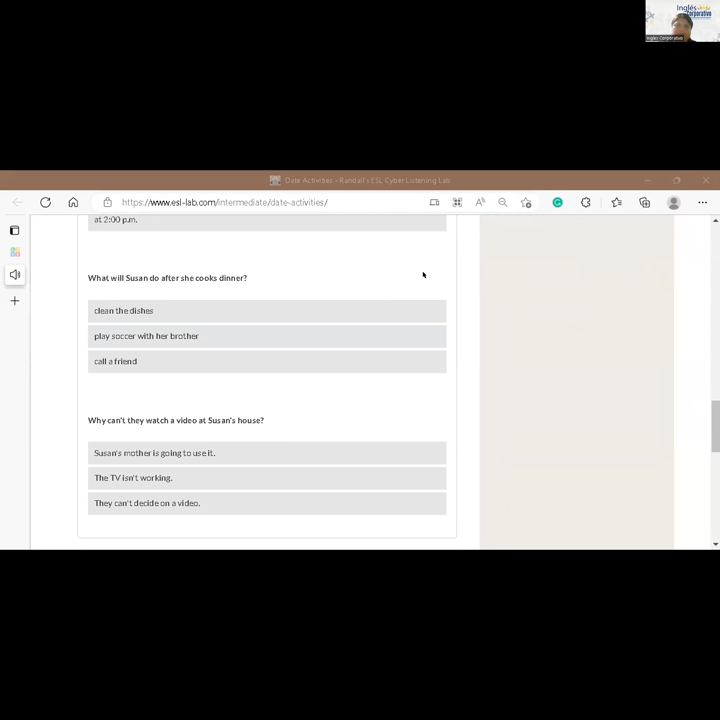 Inglés
Corporativo
Inglés Corporativo
Date Activities - Randall's ESL Cyber Listening Lab
https://www.esl-lab.com/intermediate/date-activities/
at 2:00 p.m.
What will Susan do after she cooks dinner?
clean the dishes
play soccer with her brother
call a friend
Why can't they watch a video at Susan's house?
Susan's mother is going to use it.
The TV isn't working.
They can't decide on a video.